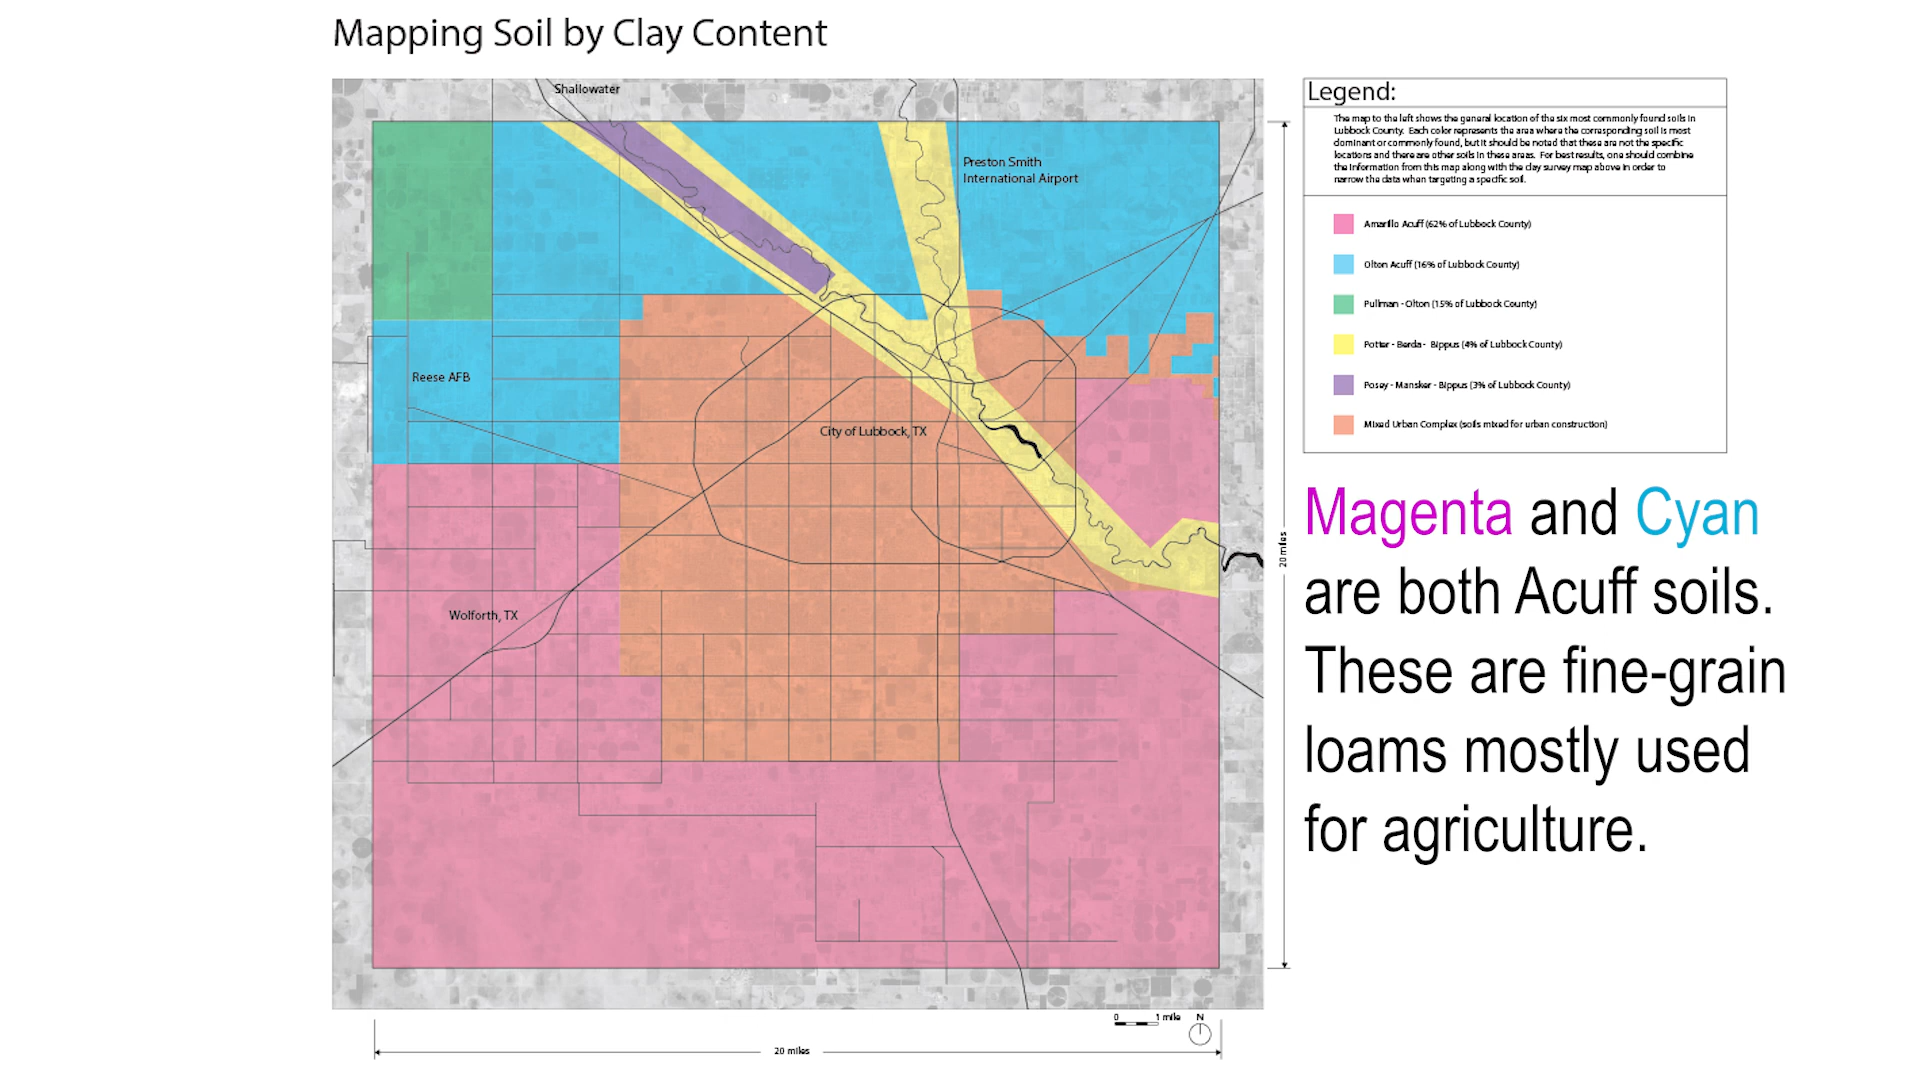 Mapping Soil by Clay Content
Shallowater
Preston Smith
International Airport
Reese AFB
City of Lubbock, TX
Wolforth, TX
20 miles
0 1 mile N
20 miles
Legend:
The map to the left shows the general location of the six most commonly found soils in
Lubbock County. Each color represents the area where the corresponding soil is most
dominant or commonly found, but it should be noted that these are not the specific
locations and there are other soils in these areas. For best results, one should combine
the information from this map along with the clay survey map above in order to
narrow the data when targeting a specific soil.
Amarillo Acuff (62% of Lubbock County)
Olton Acuff (16% of Lubbock County)
Pullman - Olton (15% of Lubbock County)
Potter - Berda - Bippus (4% of Lubbock County)
Posey - Mansker - Bippus (3% of Lubbock County)
Mixed Urban Complex (soils mixed for urban construction)
Magenta and Cyan
are both Acuff soils.
These are fine-grain
loams mostly used
for agriculture.